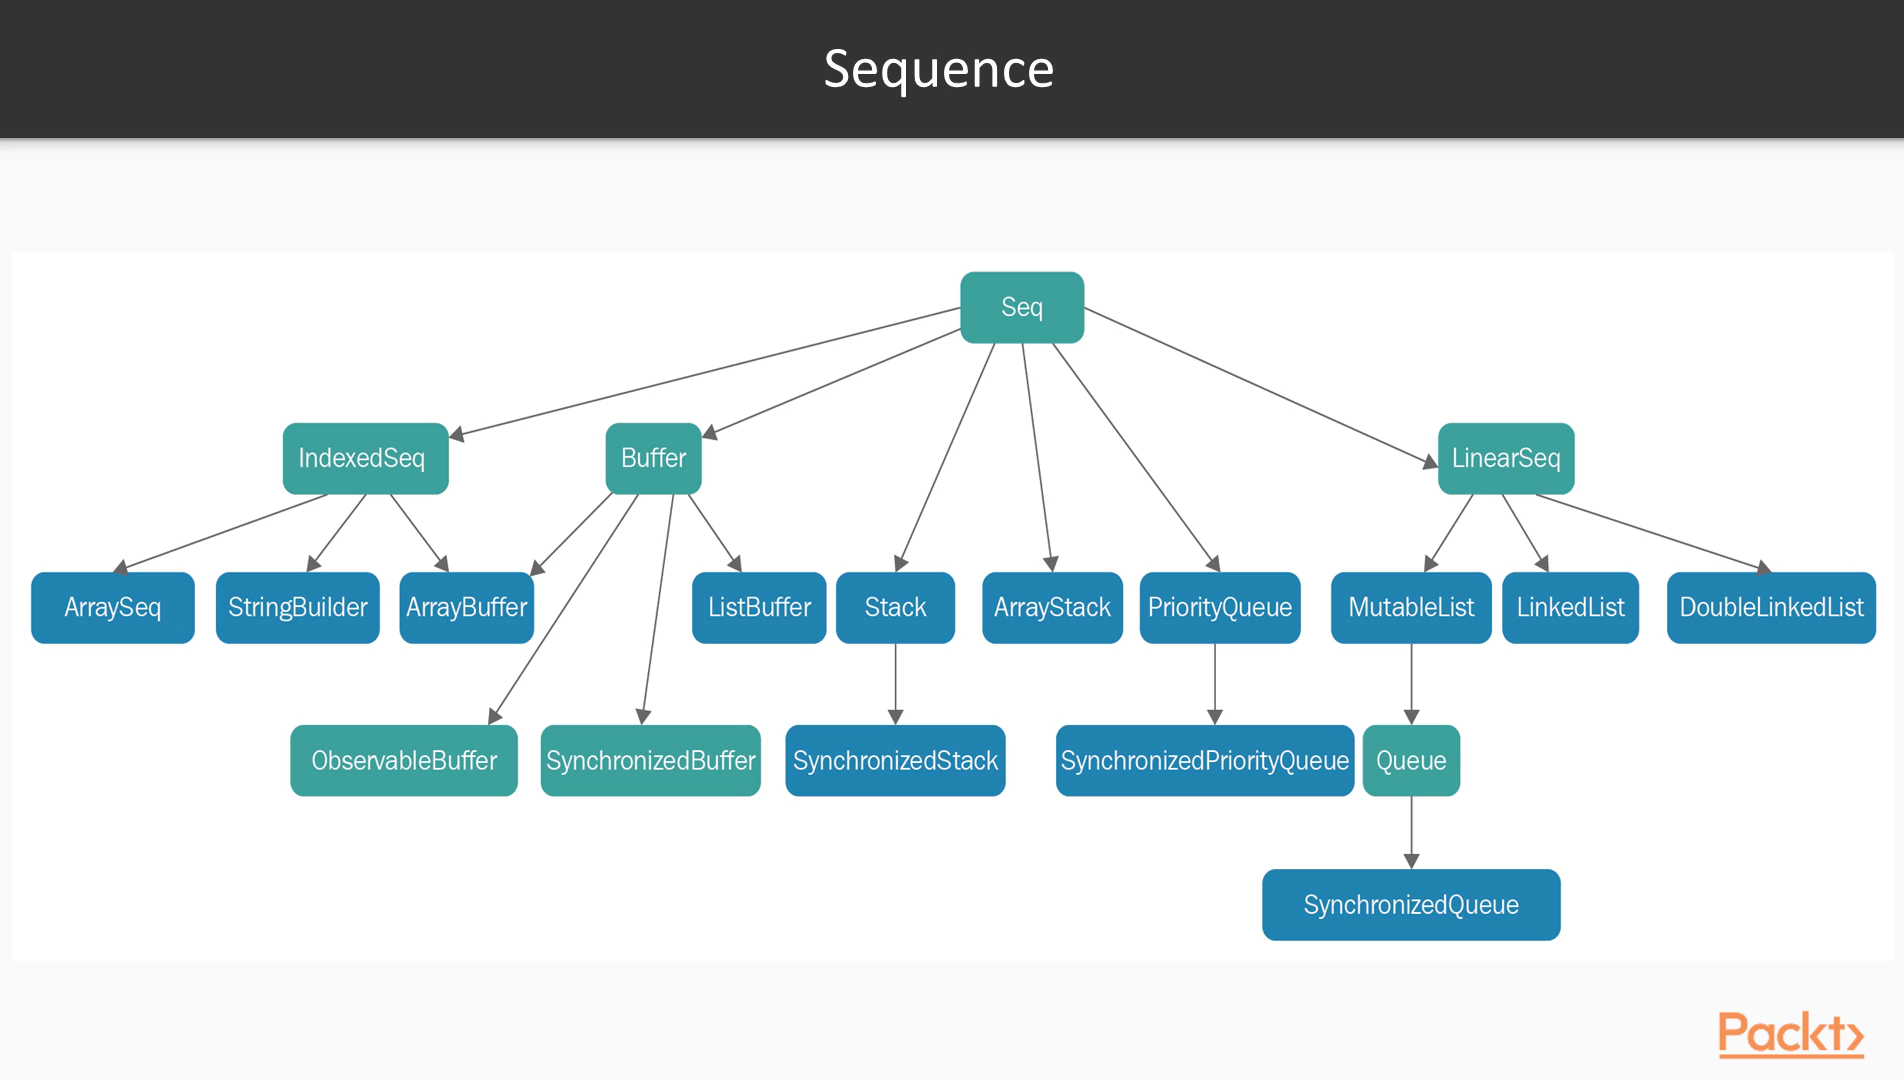 Sequence
Seq
IndexedSeq
Buffer
LinearSeq
ArraySeq
StringBuilder
ArrayBuffer
ListBuffer
Stack
ArrayStack
PriorityQueue
MutableList
LinkedList
DoubleLinkedList
ObservableBuffer
SynchronizedBuffer
SynchronizedStack
SynchronizedPriorityQueue
Queue
SynchronizedQueue
Packt>